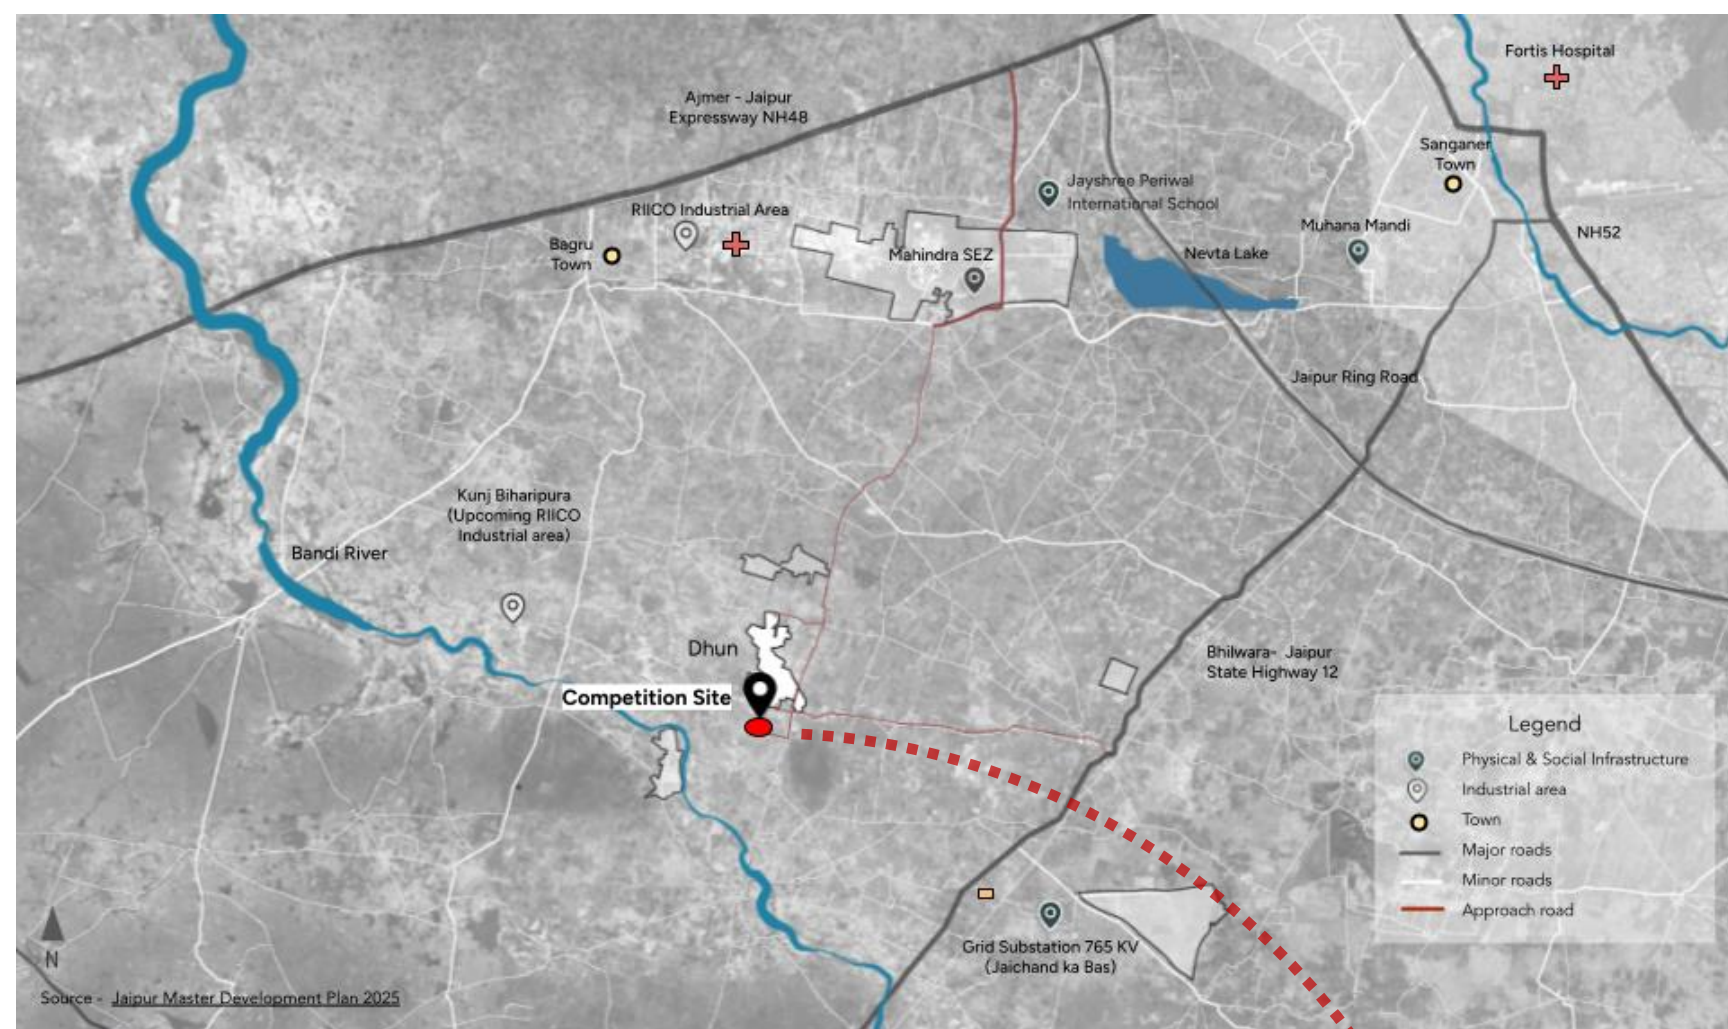 Fortis Hospital
Ajmer - Jaipur
Expressway NH48
Sanganer
Town
Jayshree Periwal
International School
RIICO Industrial Area
Muhana Mandi
NH52
Bagru
Town
Mahindra SEZ
Nevta Lake
Jaipur Ring Road
Kunj Biharipura
(Upcoming RIICO
Industrial area)
Bandi River
Dhun
Bhilwara- Jaipur
State Highway 12
Competition Site
Legend
Physical & Social Infrastructure
Industrial area
Town
Major roads
Minor roads
Approach road
Grid Substation 765 KV
(Jaichand ka Bas)
N
Source - Jaipur Master Development Plan 2025